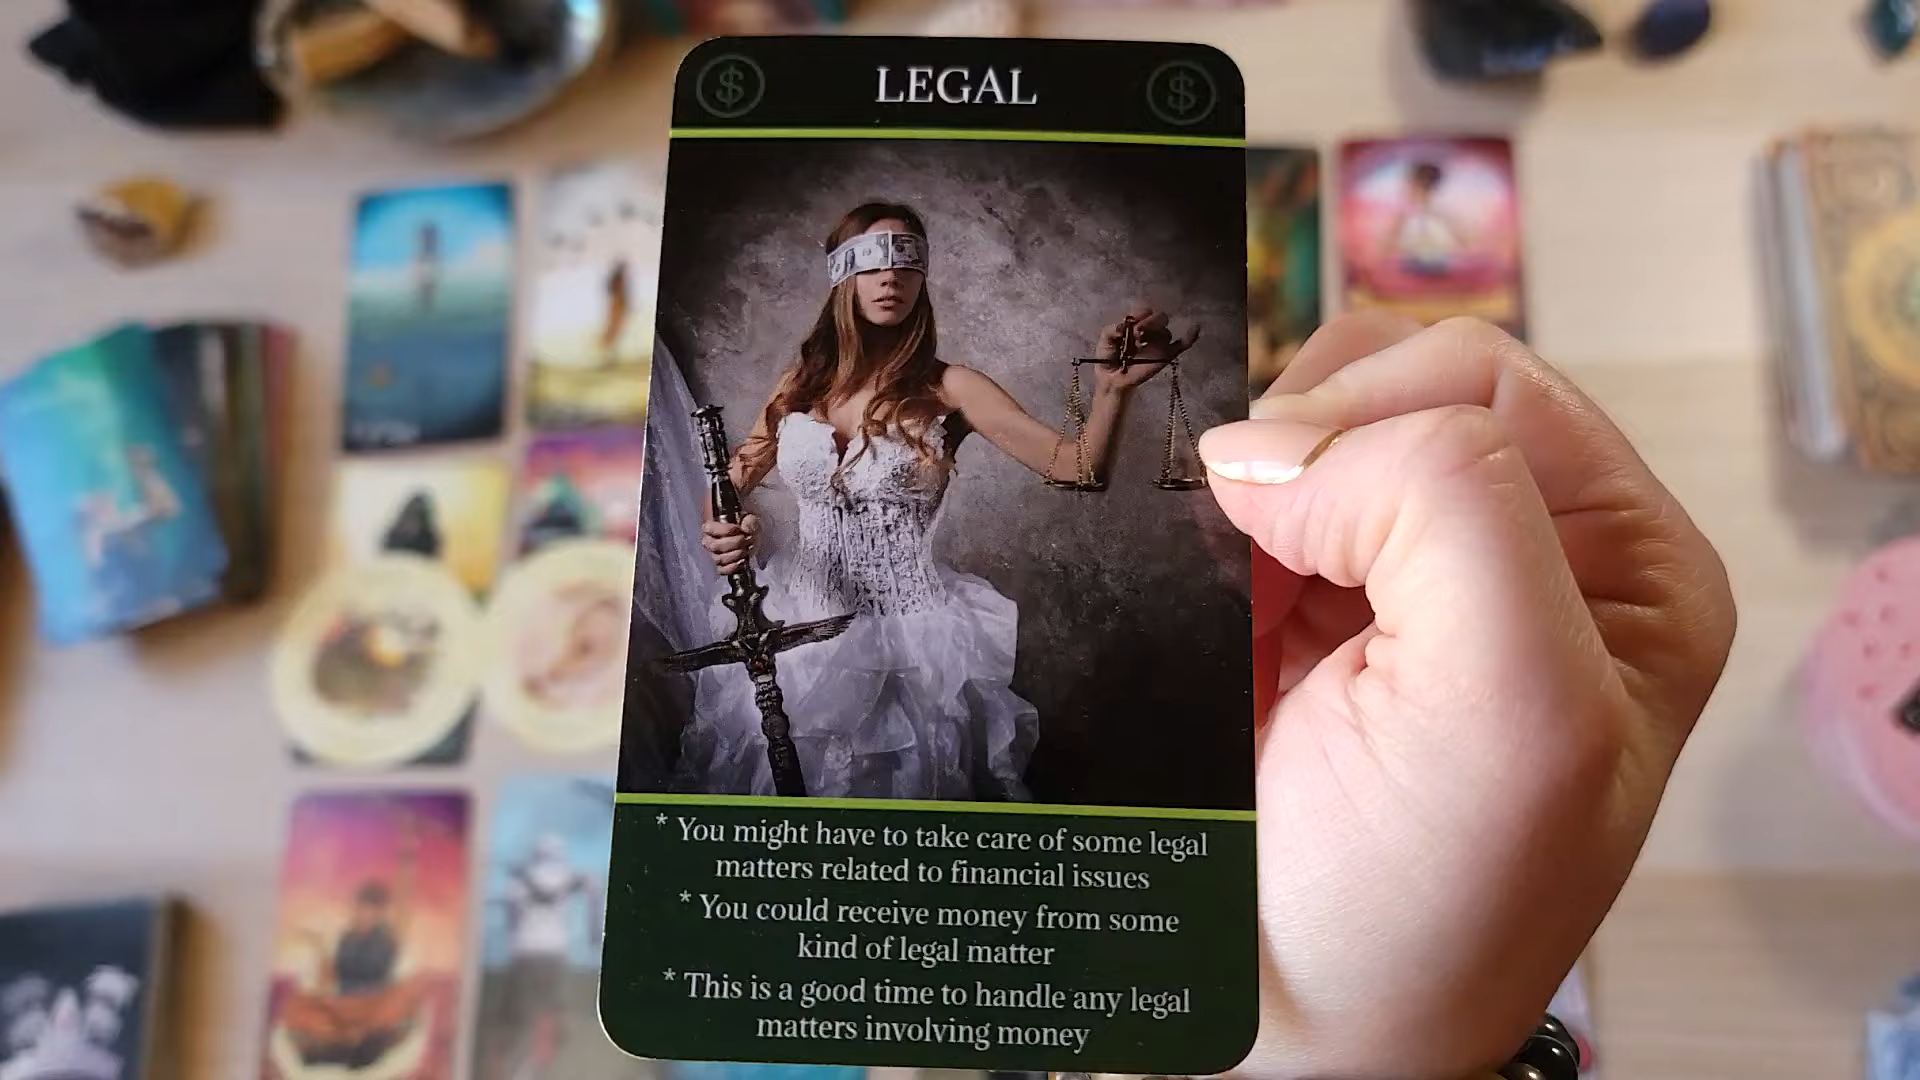 $ LEGAL $
* You might have to take care of some legal
matters related to financial issues
* You could receive money from some
kind of legal matter
* This is a good time to handle any legal
matters involving money